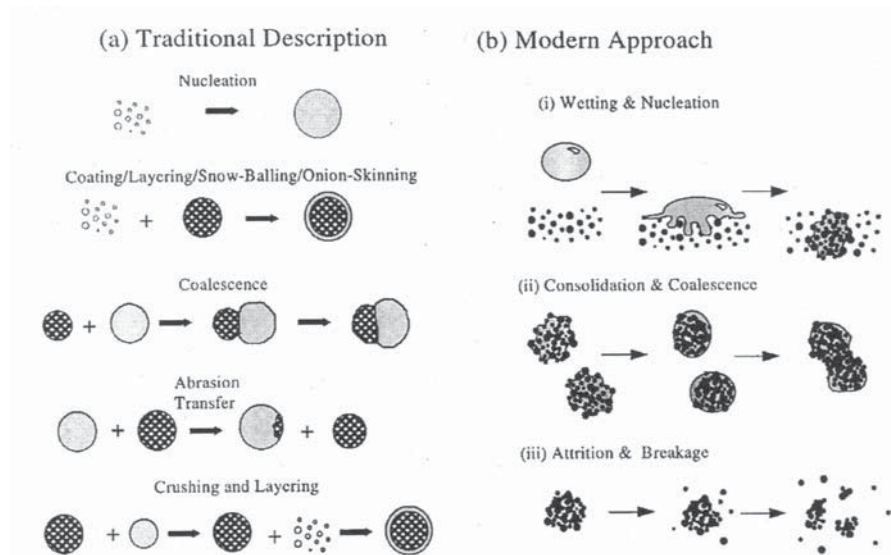 (a) Traditional Description
Nucleation
Coating/Layering/Snow-Balling/Onion-Skinning
+
Coalescence
+
Abrasion
Transfer
+ +
Crushing and Layering
+ +
(b) Modern Approach
(i) Wetting & Nucleation
(ii) Consolidation & Coalescence
(iii) Attrition & Breakage